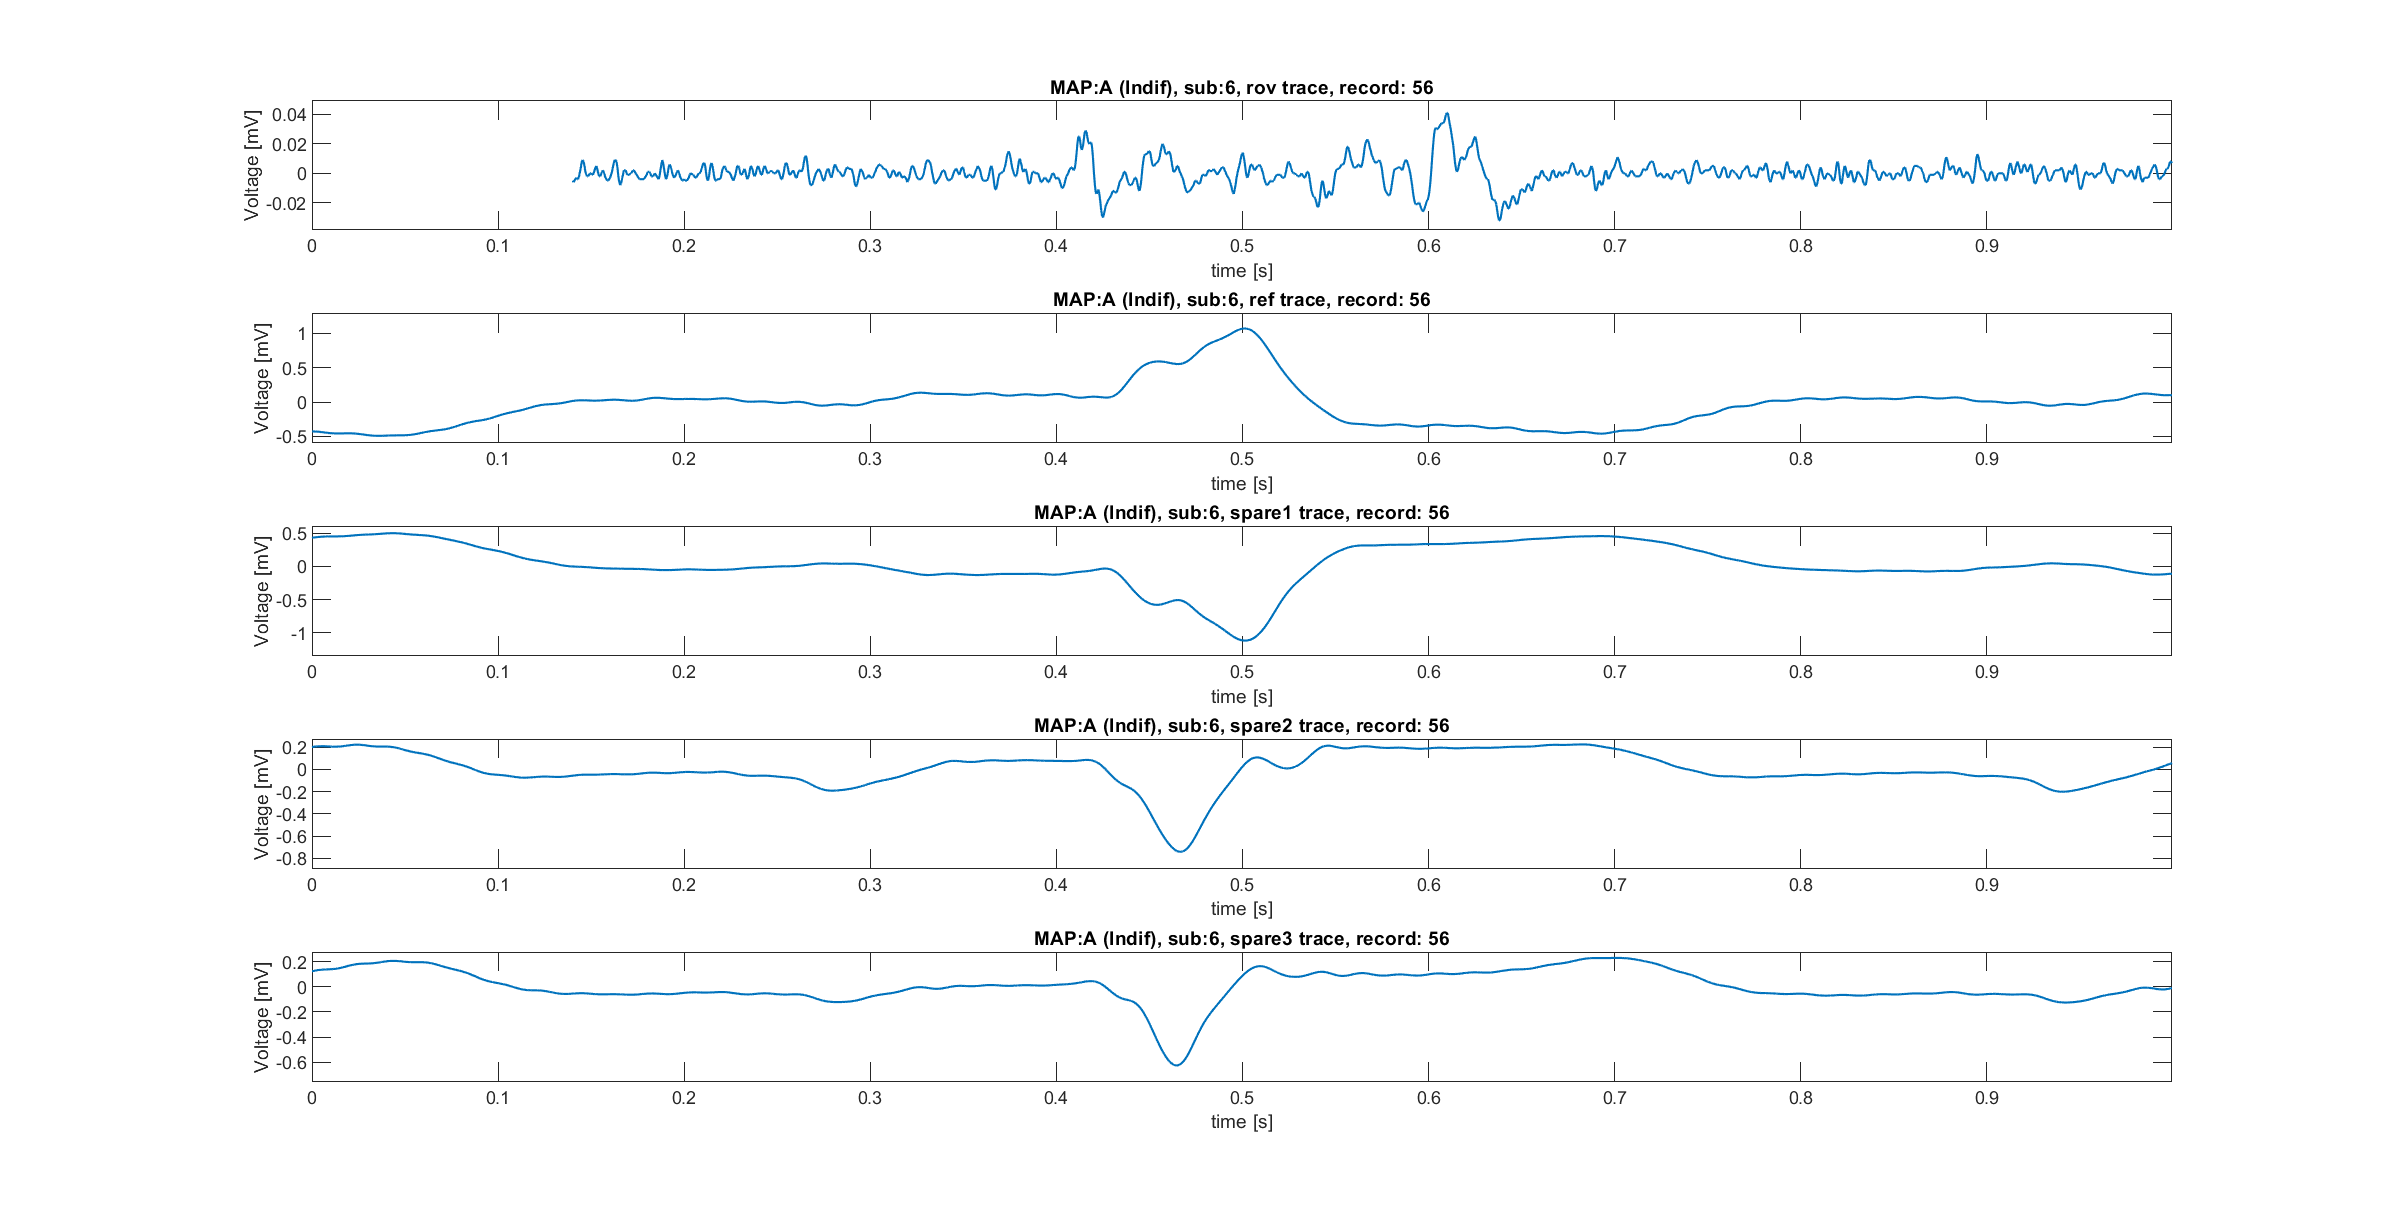 MAP:A (Indif), sub:6, rov trace, record: 56
Voltage [mV]
0.04
0.02
0
-0.02
0 0.1 0.2 0.3 0.4 0.5 0.6 0.7 0.8 0.9
time [s]
MAP:A (Indif), sub:6, ref trace, record: 56
Voltage [mV]
1
0.5
0
-0.5
0 0.1 0.2 0.3 0.4 0.5 0.6 0.7 0.8 0.9
time [s]
MAP:A (Indif), sub:6, spare1 trace, record: 56
Voltage [mV]
0.5
0
-0.5
-1
0 0.1 0.2 0.3 0.4 0.5 0.6 0.7 0.8 0.9
time [s]
MAP:A (Indif), sub:6, spare2 trace, record: 56
Voltage [mV]
0.2
0
-0.2
-0.4
-0.6
-0.8
0 0.1 0.2 0.3 0.4 0.5 0.6 0.7 0.8 0.9
time [s]
MAP:A (Indif), sub:6, spare3 trace, record: 56
Voltage [mV]
0.2
0
-0.2
-0.4
-0.6
0 0.1 0.2 0.3 0.4 0.5 0.6 0.7 0.8 0.9
time [s]